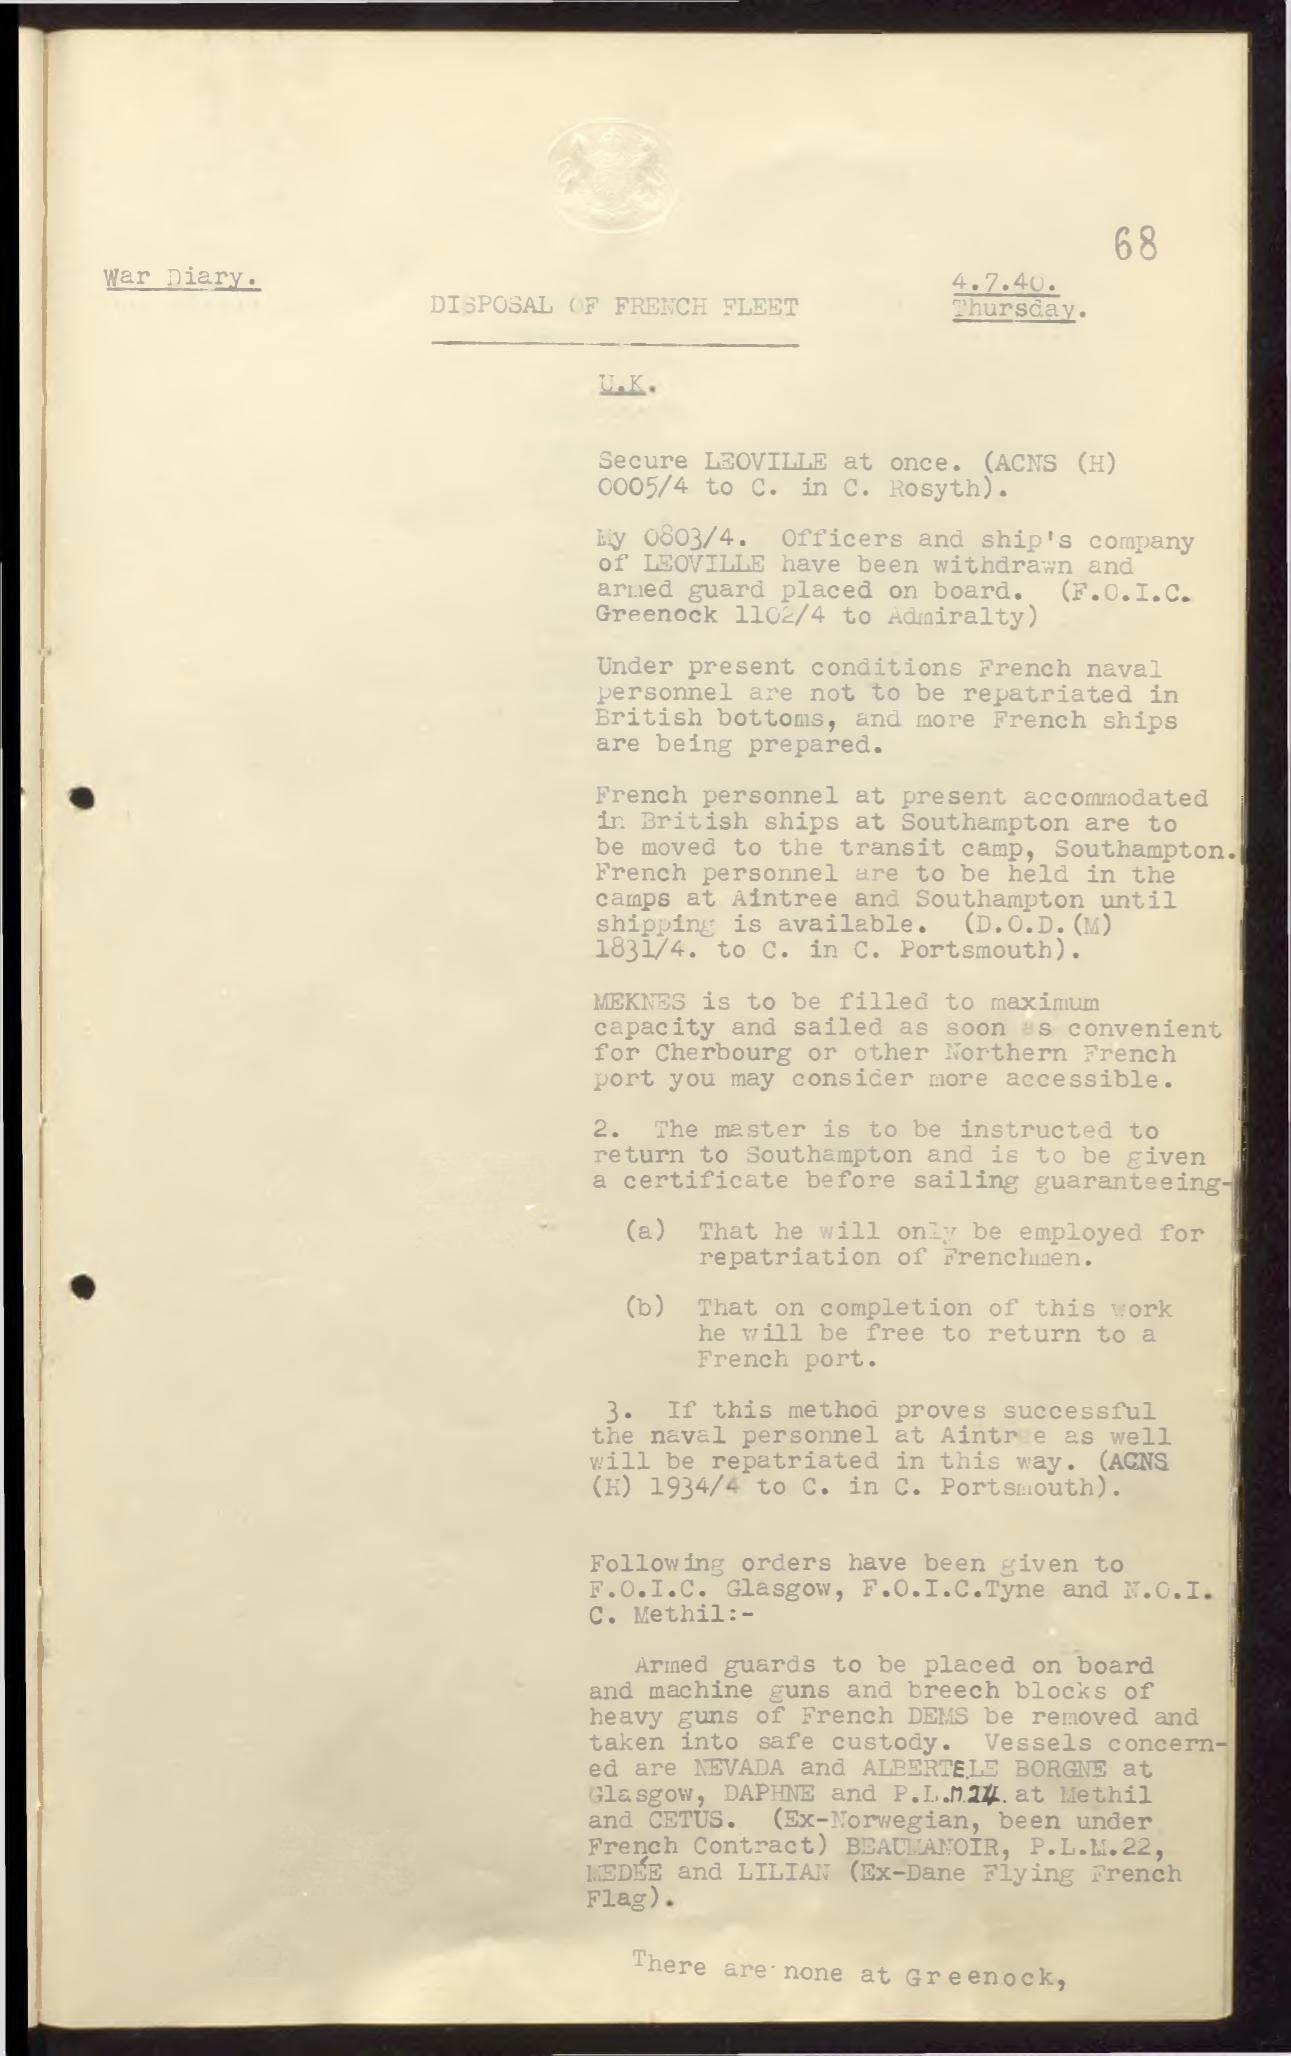 68
War Diary.
4.7.40.
Thursday.
DISPOSAL OF FRENCH FLEET
U.K.
Secure LEOVILLE at once. (ACNS (H)
0005/4 to C. in C. Rosyth).
My 0803/4. Officers and ship's company
of LEOVILLE have been withdrawn and
armed guard placed on board. (F.O.I.C.
Greenock 1102/4 to Admiralty)
Under present conditions French naval
personnel are not to be repatriated in
British bottoms, and more French ships
are being prepared.
French personnel at present accommodated
in British ships at Southampton are to
be moved to the transit camp, Southampton.
French personnel are to be held in the
camps at Aintree and Southampton until
shipping is available. (D.O.D.(M)
1831/4. to C. in C. Portsmouth).
MEKNES is to be filled to maximum
capacity and sailed as soon as convenient
for Cherbourg or other Northern French
port you may consider more accessible.
2. The master is to be instructed to
return to Southampton and is to be given
a certificate before sailing guaranteeing-
(a) That he will only be employed for
repatriation of Frenchmen.
(b) That on completion of this work
he will be free to return to a
French port.
3. If this method proves successful
the naval personnel at Aintree as well
will be repatriated in this way. (ACNS
(H) 1934/4 to C. in C. Portsmouth).
Following orders have been given to
F.O.I.C. Glasgow, F.O.I.C.Tyne and N.O.I.
C. Methil:-
Armed guards to be placed on board
and machine guns and breech blocks of
heavy guns of French DEMS be removed and
taken into safe custody. Vessels concern-
ed are NEVADA and ALBERTE.LE BORGNE at
Glasgow, DAPHNE and P.L.M.24. at Methil
and CETUS. (Ex-Norwegian, been under
French Contract) BEAUMANOIR, P.L.M.22,
MEDÉE and LILIAN (Ex-Dane Flying French
Flag).
There are none at Greenock,